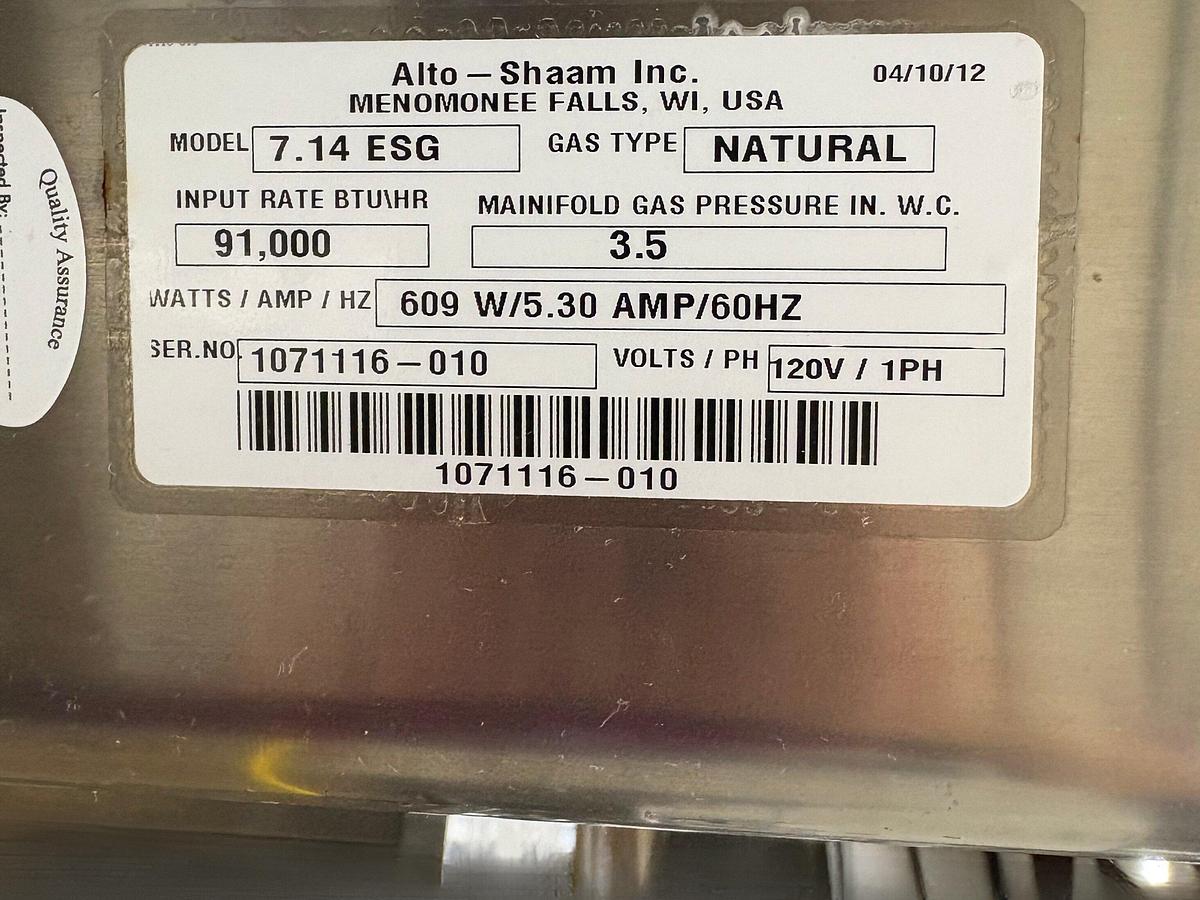 Alto – Shaam Inc. 04/10/12
MENOMONEE FALLS, WI, USA
MODEL 7.14 ESG GAS TYPE NATURAL
INPUT RATE BTU\HR MAINIFOLD GAS PRESSURE IN. W.C.
91,000 3.5
WATTS / AMP / HZ 609 W/5.30 AMP/60HZ
SER.NO. 1071116–010 VOLTS / PH 120V / 1PH
1071116–010
Quality Assurance
Inspected By: